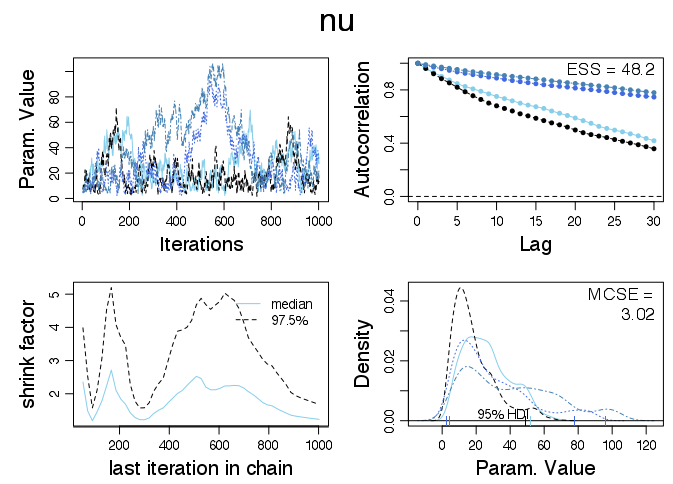 nu
Param. Value
0 20 40 60 80
0 200 400 600 800 1000
Iterations
Autocorrelation
0.0 0.4 0.8
ESS = 48.2
0 5 10 15 20 25 30
Lag
shrink factor
2 3 4 5
median
97.5%
200 400 600 800 1000
last iteration in chain
Density
0.00 0.02 0.04
MCSE =
3.02
95% HDI
0 20 40 60 80 100 120
Param. Value